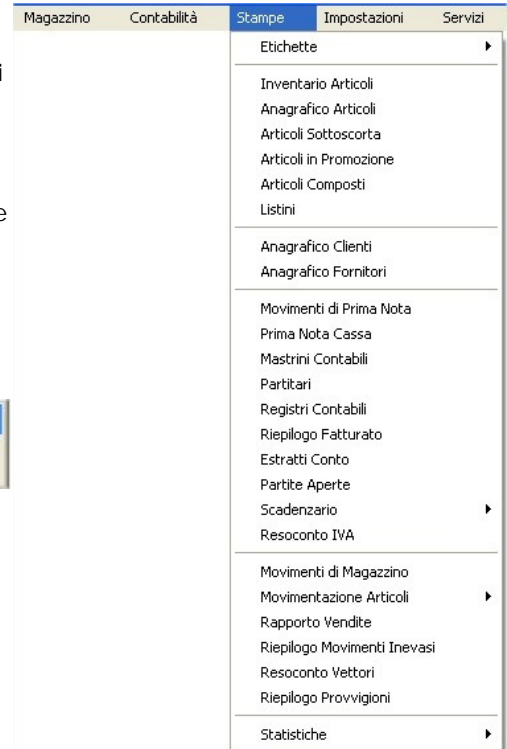 Magazzino Contabilità Stampe Impostazioni Servizi
Etichette
i
Inventario Articoli
Anagrafico Articoli
Articoli Sottoscorta
Articoli in Promozione
Articoli Composti
e
Listini
Anagrafico Clienti
Anagrafico Fornitori
Movimenti di Prima Nota
Prima Nota Cassa
Mastrini Contabili
Partitari
Registri Contabili
Riepilogo Fatturato
Estratti Conto
Partite Aperte
Scadenzario
Resoconto IVA
Movimenti di Magazzino
Movimentazione Articoli
Rapporto Vendite
Riepilogo Movimenti Inevasi
Resoconto Vettori
Riepilogo Provvigioni
Statistiche